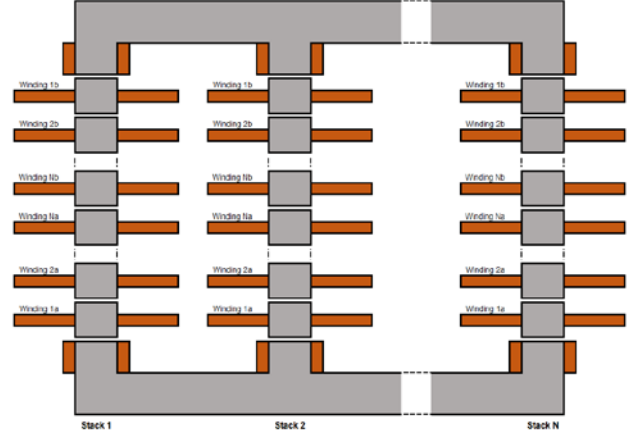 Winding 1b Winding 1b Winding 1b
Winding 2b Winding 2b Winding 2b
Winding Nb Winding Nb Winding Nb
Winding Na Winding Na Winding Na
Winding 2a Winding 2a Winding 2a
Winding 1a Winding 1a Winding 1a
Stack 1 Stack 2 Stack N